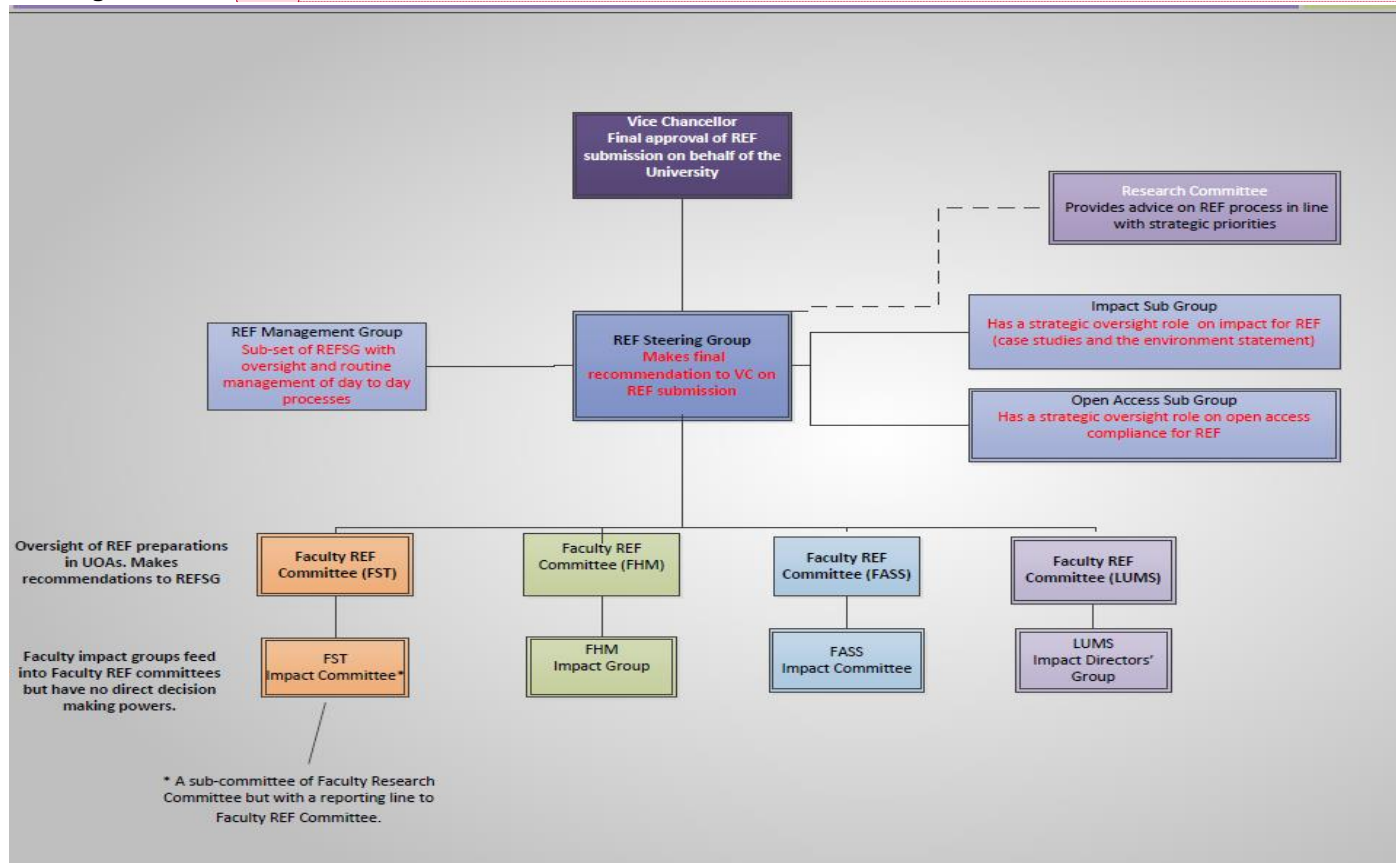 Vice Chancellor
Final approval of REF
submission on behalf of the
University
Research Committee
Provides advice on REF process in line
with strategic priorities
Impact Sub Group
Has a strategic oversight role on impact for REF
(case studies and the environment statement)
REF Management Group
Sub-set of REFSG with
oversight and routine
management of day to day
processes
REF Steering Group
Makes final
recommendation to VC on
REF submission
Open Access Sub Group
Has a strategic oversight role on open access
compliance for REF
Oversight of REF preparations
in UOAs. Makes
recommendations to REFSG
Faculty REF
Committee (FST)
Faculty REF
Committee (FHM)
Faculty REF
Committee (FASS)
Faculty REF
Committee (LUMS)
Faculty impact groups feed
into Faculty REF committees
but have no direct decision
making powers.
FST
Impact Committee*
FHM
Impact Group
FASS
Impact Committee
LUMS
Impact Directors'
Group
* A sub-committee of Faculty Research
Committee but with a reporting line to
Faculty REF Committee.